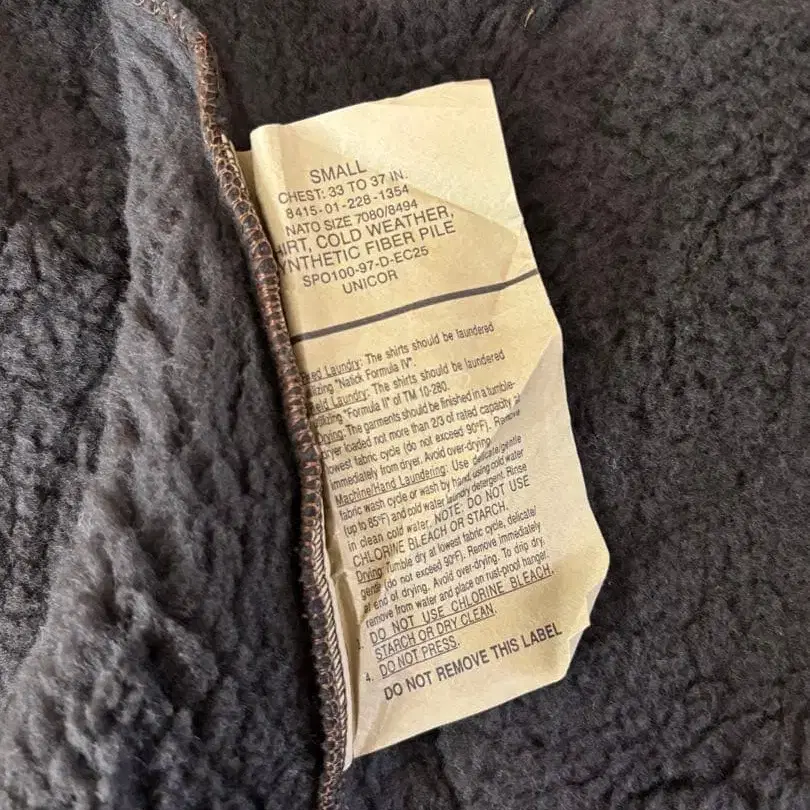 SMALL
CHEST: 33 TO 37 IN.
8415-01-228-1354
NATO SIZE 7080/8494
HIRT, COLD WEATHER,
YNTHETIC FIBER PILE
SPO100-97-D-EC25
UNICOR
Laundry: The shirts should be laundered
lizing "Natick Formula IV".
eld Laundry: The shirts should be laundered
ilizing "Formula II" of TM 10-280.
Drying: The garments should be finished in a tumble-
dryer loaded not more than 2/3 of rated capacity at
lowest fabric cycle (do not exceed 90°F). Remove
immediately from dryer. Avoid over-drying.
Machine/Hand Laundering: Use delicate/gentle
fabric wash cycle or wash by hand, using cold water
(up to 85°F) and cold water laundry detergent. Rinse
in clean cold water. NOTE: DO NOT USE
CHLORINE BLEACH OR STARCH.
Drying: Tumble dry at lowest fabric cycle, delicate/
gentle (do not exceed 90°F). Remove immediately
at end of drying. Avoid over-drying. To drip dry,
remove from water and place on rust-proof hanger.
3. DO NOT USE CHLORINE BLEACH,
STARCH OR DRY CLEAN.
4. DO NOT PRESS.
DO NOT REMOVE THIS LABEL